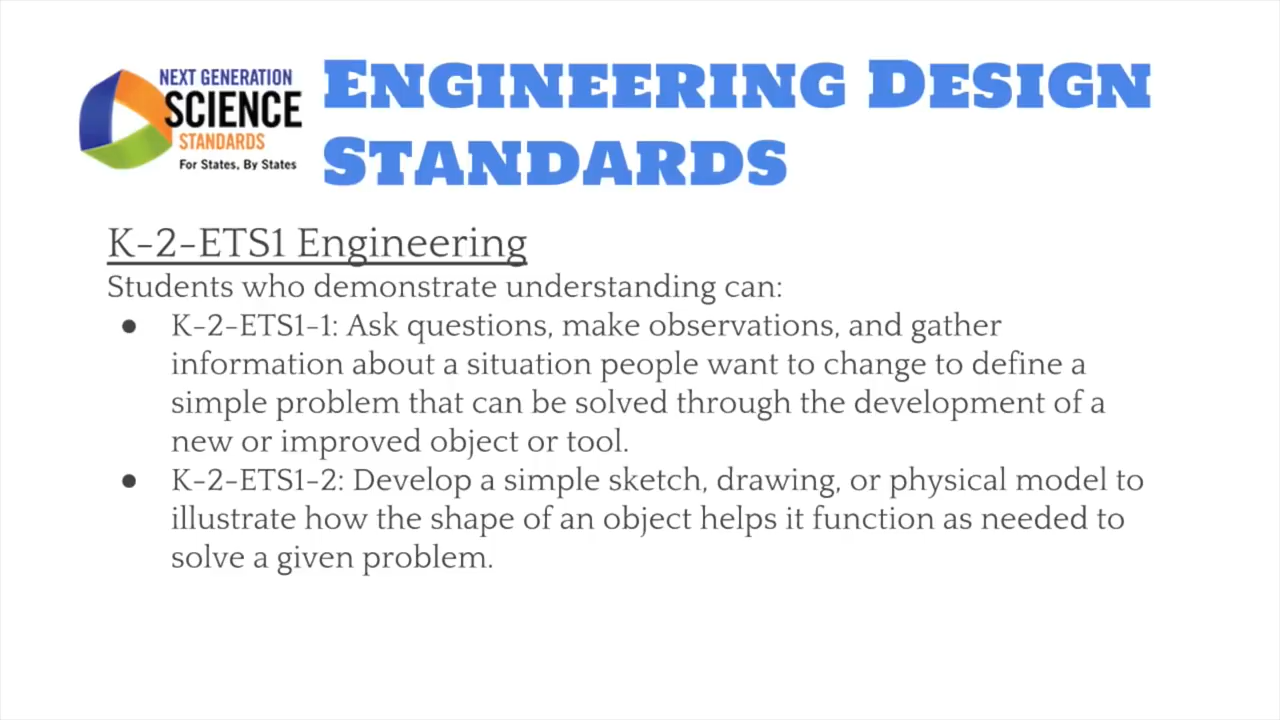 NEXT GENERATION
SCIENCE
STANDARDS
For States, By States
ENGINEERING DESIGN
STANDARDS
K-2-ETS1 Engineering
Students who demonstrate understanding can:
● K-2-ETS1-1: Ask questions, make observations, and gather
information about a situation people want to change to define a
simple problem that can be solved through the development of a
new or improved object or tool.
● K-2-ETS1-2: Develop a simple sketch, drawing, or physical model to
illustrate how the shape of an object helps it function as needed to
solve a given problem.